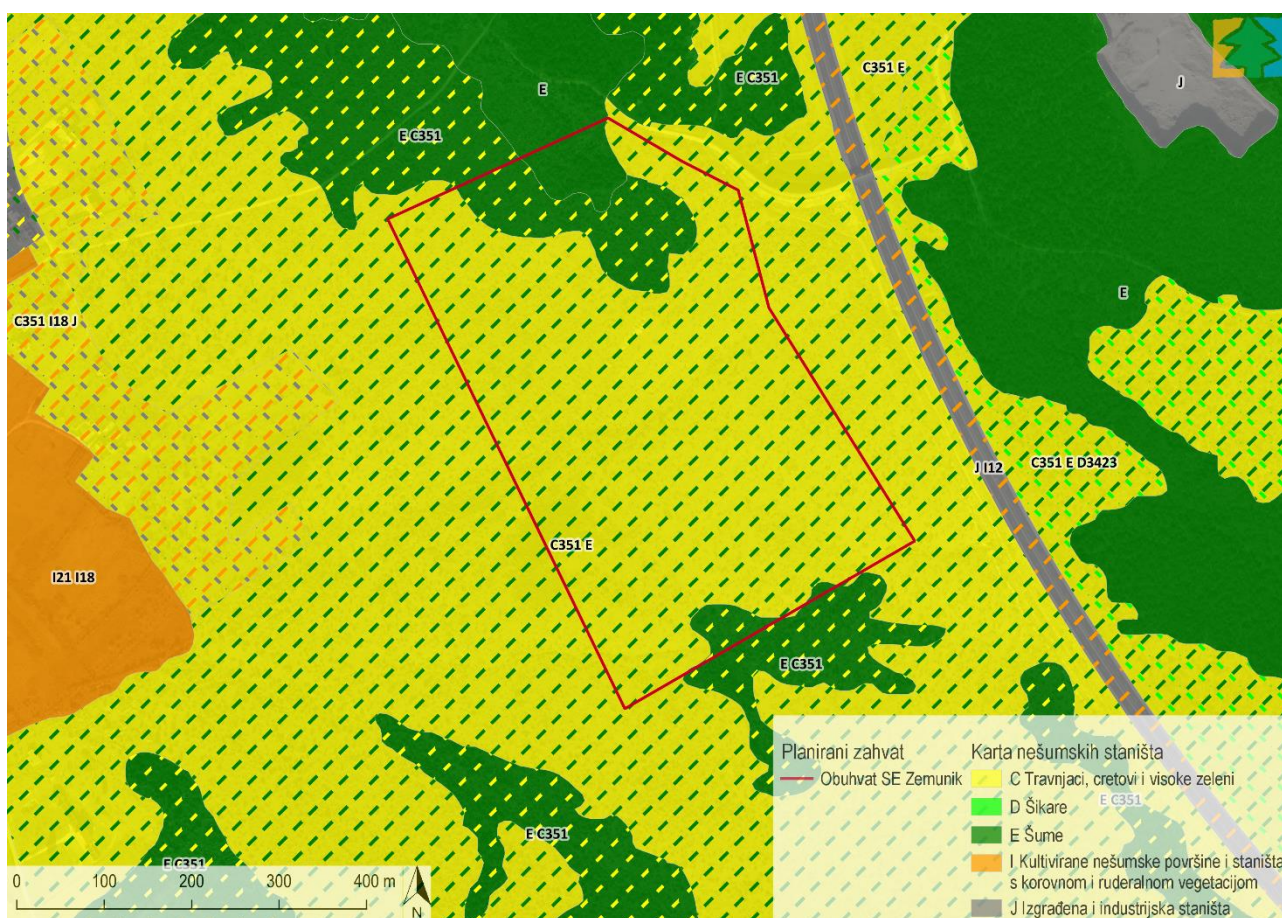 C351 E
E C351
J
E
E C351
E
C351 I18 J
J I12
C351 E D3423
C351 E
I21 I18
E C351
E C351
E C351
E C351
Planirani zahvat
Obuhvat SE Zemunik
Karta nešumskih staništa
C Travnjaci, cretovi i visoke zeleni
D Šikare
E Šume
I Kultivirane nešumske površine i staništa
s korovnom i ruderalnom vegetacijom
J Izgrađena i industrijska staništa
0 100 200 300 400 m
N